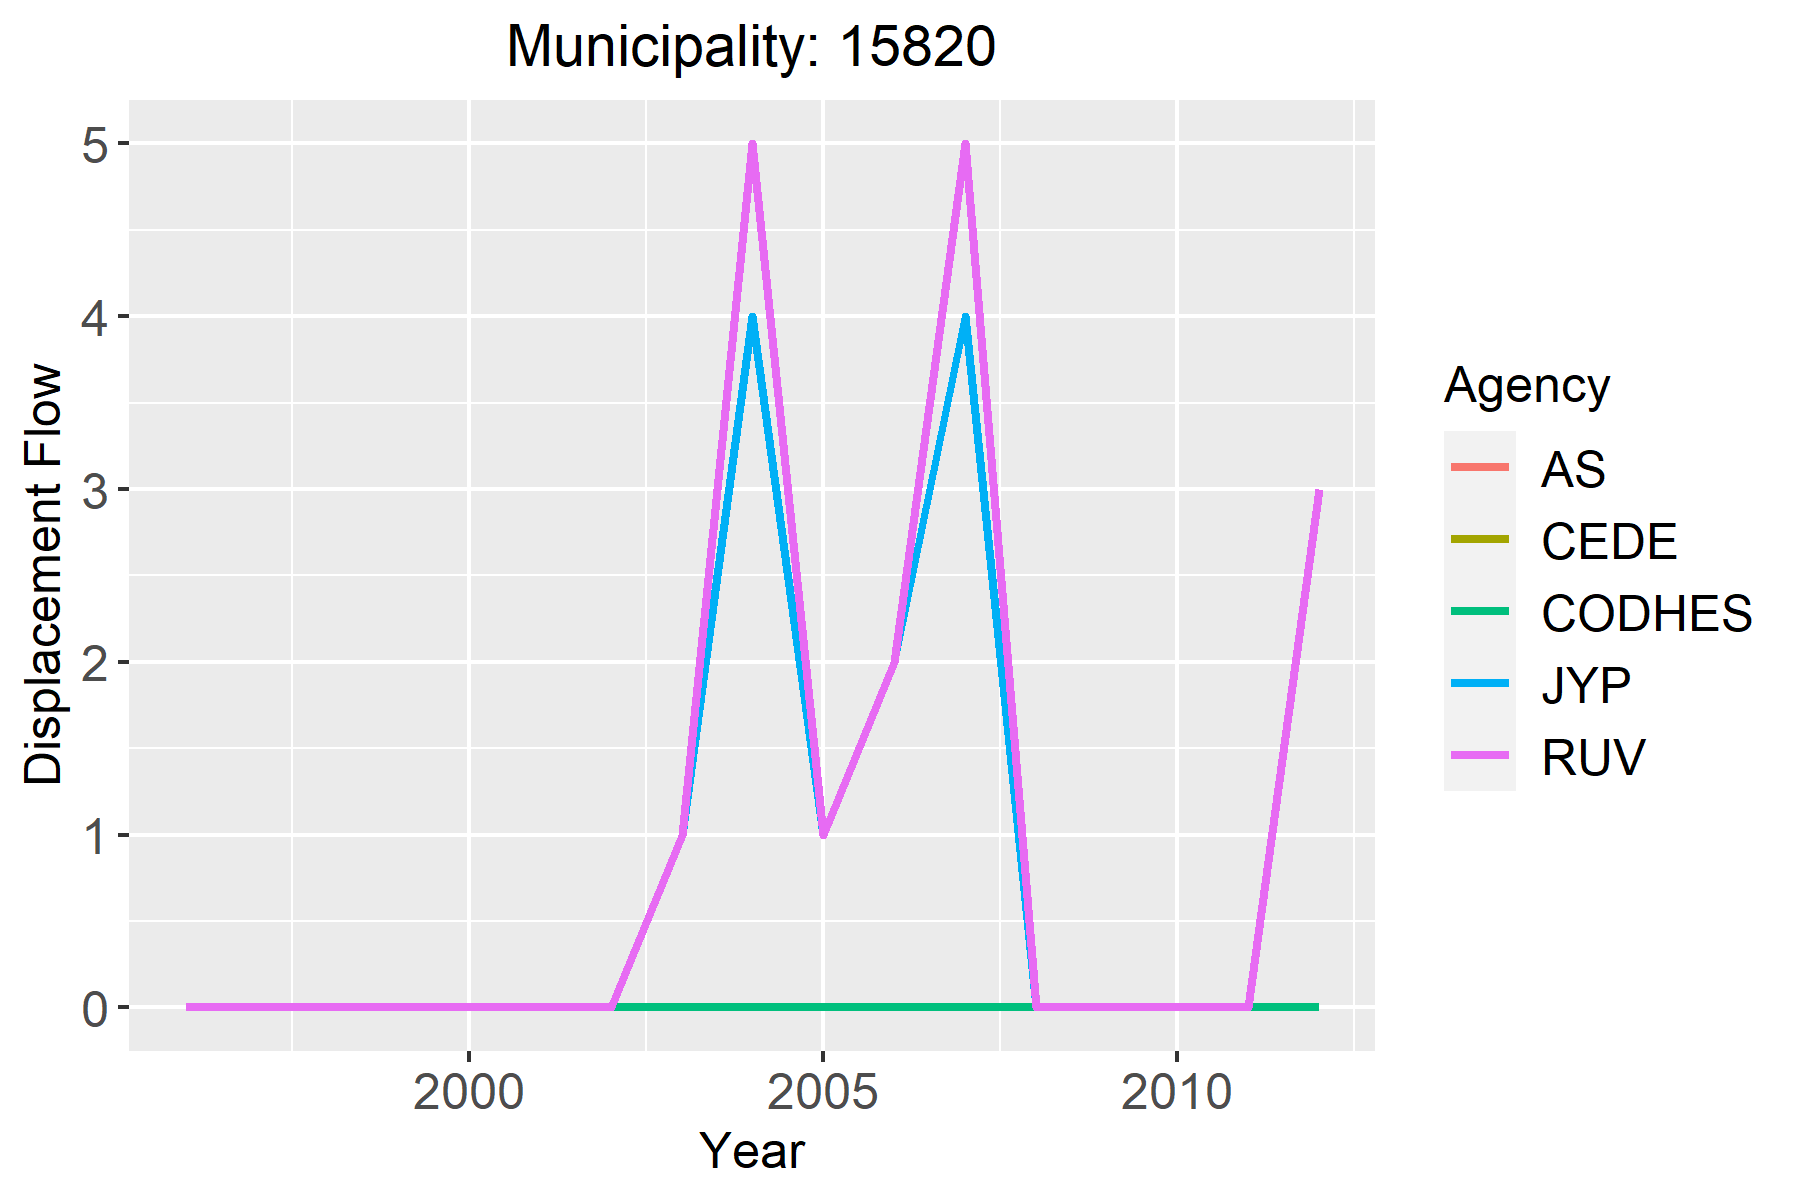 Municipality: 15820
Displacement Flow
5
4
3
2
1
0
2000 2005 2010
Year
Agency
AS
CEDE
CODHES
JYP
RUV